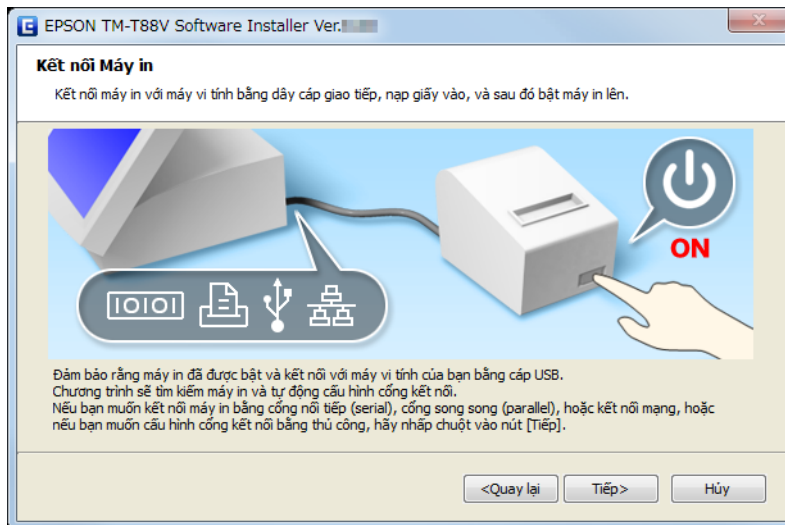 EPSON TM-T88V Software Installer Ver.
Kết nối Máy in
Kết nối máy in với máy vi tính bằng dây cáp giao tiếp, nạp giấy vào, và sau đó bật máy in lên.
ON
10101
Đảm bảo rằng máy in đã được bật và kết nối với máy vi tính của bạn bằng cáp USB.
Chương trình sẽ tìm kiếm máy in và tự động cấu hình cổng kết nối.
Nếu bạn muốn kết nối máy in bằng cổng nối tiếp (serial), cổng song song (parallel), hoặc kết nối mạng, hoặc
nếu bạn muốn cấu hình cổng kết nối bằng thủ công, hãy nhấp chuột vào nút [Tiếp].
<Quay lại Tiếp> Hủy